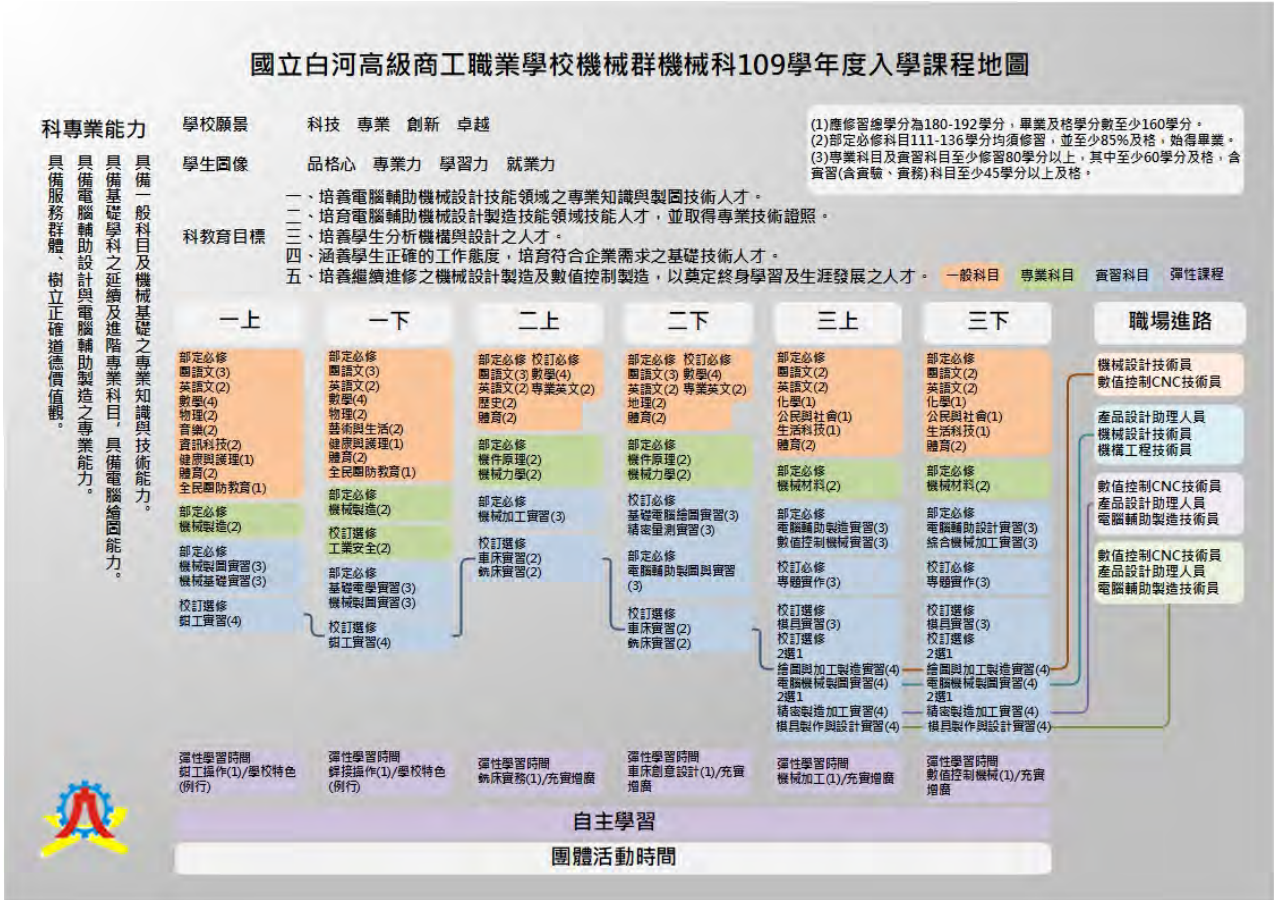 國立白河高級商工職業學校機械群機械科109學年度入學課程地圖
科專業能力
具備一般科目及機械基礎之專業知識與技術能力。
具備基礎學科之延續及進階專業科目，具備電腦繪圖能力。
具備電腦輔助設計與電腦輔助製造之專業能力。
具備服務群體、樹立正確道德價值觀。
學校願景 科技 專業 創新 卓越
學生圖像 品格心 專業力 學習力 就業力
科教育目標
一、培養電腦輔助機械設計技能領域之專業知識與製圖技術人才。
二、培育電腦輔助機械設計製造技能領域技能人才，並取得專業技術證照。
三、培養學生分析機構與設計之人才。
四、涵養學生正確的工作態度，培育符合企業需求之基礎技術人才。
五、培養繼續進修之機械設計製造及數值控制製造，以奠定終身學習及生涯發展之人才。
(1)應修習總學分為180-192學分，畢業及格學分數至少160學分。
(2)部定必修科目111-136學分均須修習，並至少85%及格，始得畢業。
(3)專業科目及實習科目至少修習80學分以上，其中至少60學分及格，含
實習(含實驗、實務)科目至少45學分以上及格。
一般科目 專業科目 實習科目 彈性課程
一上
部定必修
國語文(3)
英語文(2)
數學(4)
物理(2)
音樂(2)
資訊科技(2)
健康與護理(1)
體育(2)
全民國防教育(1)
部定必修
機械製造(2)
部定必修
機械製圖實習(3)
機械基礎實習(3)
校訂選修
鉗工實習(4)
彈性學習時間
鉗工操作(1)/學校特色
(例行)
一下
部定必修
國語文(3)
英語文(2)
數學(4)
物理(2)
藝術與生活(2)
健康與護理(1)
體育(2)
全民國防教育(1)
部定必修
機械製造(2)
校訂選修
工業安全(2)
部定必修
基礎電學實習(3)
機械製圖實習(3)
校訂選修
鉗工實習(4)
彈性學習時間
銲接操作(1)/學校特色
(例行)
二上
部定必修 校訂必修
國語文(3) 數學(4)
英語文(2) 專業英文(2)
歷史(2)
體育(2)
部定必修
機件原理(2)
機械力學(2)
部定必修
機械加工實習(3)
校訂選修
車床實習(2)
銑床實習(2)
彈性學習時間
銑床實務(1)/充實增廣
二下
部定必修 校訂必修
國語文(3) 數學(4)
英語文(2) 專業英文(2)
地理(2)
體育(2)
部定必修
機件原理(2)
機械力學(2)
校訂必修
基礎電腦繪圖實習(3)
精密量測實習(3)
部定必修
電腦輔助製圖與實習
(3)
校訂選修
車床實習(2)
銑床實習(2)
彈性學習時間
車床創意設計(1)/充實
增廣
三上
部定必修
國語文(2)
英語文(2)
化學(1)
公民與社會(1)
生活科技(1)
體育(2)
部定必修
機械材料(2)
部定必修
電腦輔助製造實習(3)
數值控制機械實習(3)
校訂必修
專題實作(3)
校訂選修
模具實習(3)
校訂選修
2選1
繪圖與加工製造實習(4)
電腦機械製圖實習(4)
2選1
精密製造加工實習(4)
模具製作與設計實習(4)
彈性學習時間
機械加工(1)/充實增廣
三下
部定必修
國語文(2)
英語文(2)
化學(1)
公民與社會(1)
生活科技(1)
體育(2)
部定必修
機械材料(2)
部定必修
電腦輔助設計實習(3)
綜合機械加工實習(3)
校訂必修
專題實作(3)
校訂選修
模具實習(3)
校訂選修
2選1
繪圖與加工製造實習(4)
電腦機械製圖實習(4)
2選1
精密製造加工實習(4)
模具製作與設計實習(4)
彈性學習時間
數值控制機械(1)/充實
增廣
職場進路
機械設計技術員
數值控制CNC技術員
產品設計助理人員
機械設計技術員
機構工程技術員
數值控制CNC技術員
產品設計助理人員
電腦輔助製造技術員
數值控制CNC技術員
產品設計助理人員
電腦輔助製造技術員
自主學習
團體活動時間